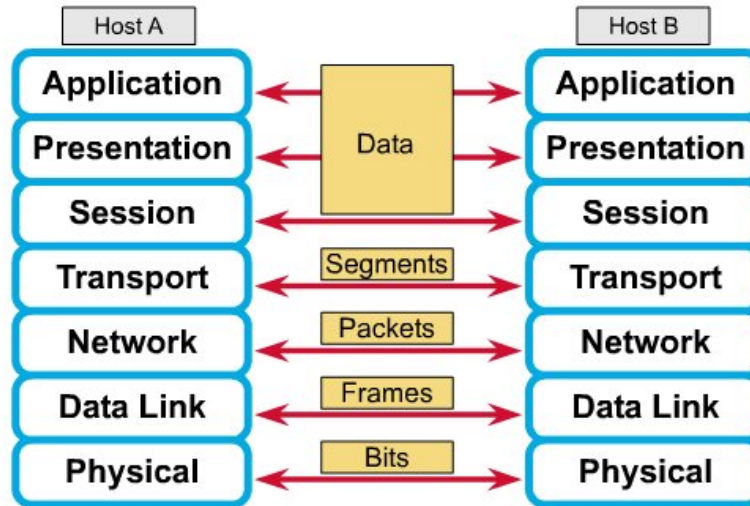 Host A
Host B
Application
Application
Presentation
Data
Presentation
Session
Session
Transport
Segments
Transport
Network
Packets
Network
Data Link
Frames
Data Link
Physical
Bits
Physical